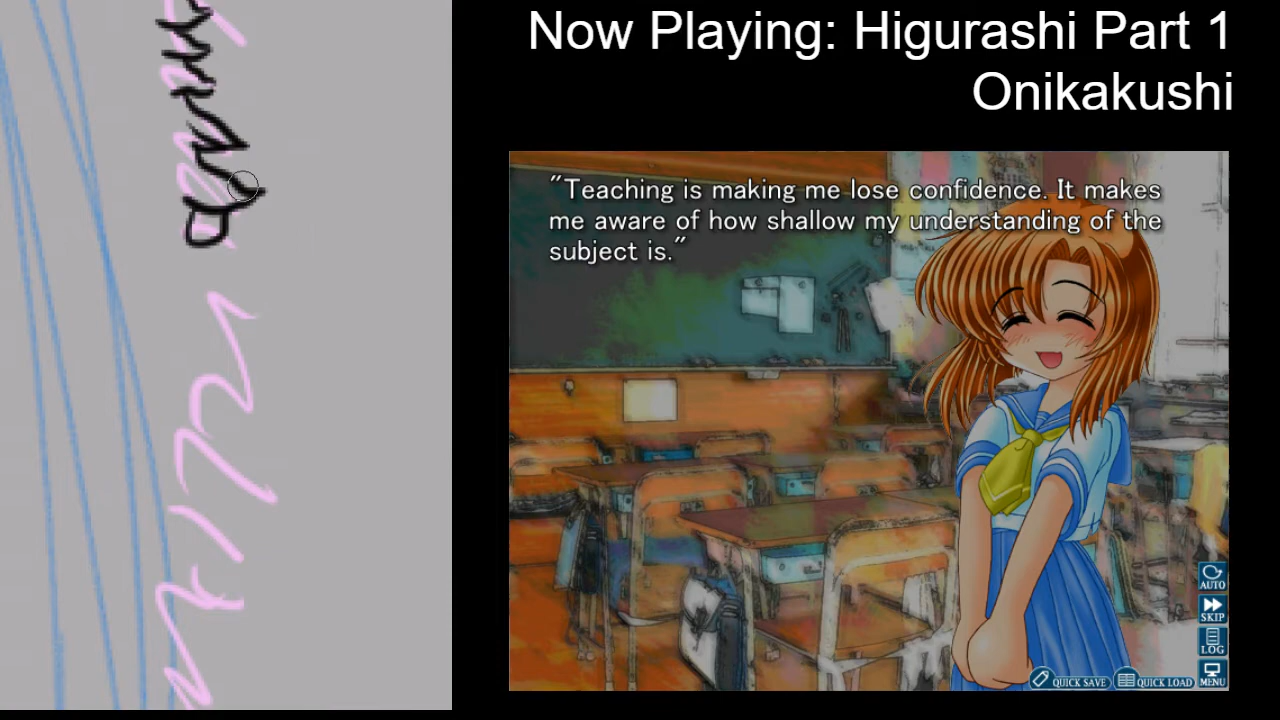 Now Playing: Higurashi Part 1
Onikakushi
"Teaching is making me lose confidence. It makes
me aware of how shallow my understanding of the
subject is."
AUTO
SKIP
LOG
MENU
QUICK SAVE
QUICK LOAD